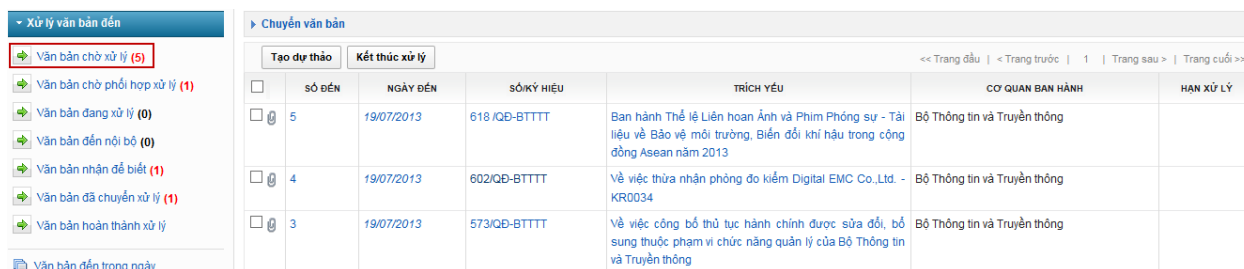 Xử lý văn bản đến
Văn bản chờ xử lý (5)
Văn bản chờ phối hợp xử lý (1)
Văn bản đang xử lý (0)
Văn bản đến nội bộ (0)
Văn bản nhận để biết (1)
Văn bản đã chuyển xử lý (1)
Văn bản hoàn thành xử lý
Văn bản đến trong ngày
Chuyển văn bản
Tạo dự thảo Kết thúc xử lý
<< Trang đầu | < Trang trước | 1 | Trang sau > | Trang cuối >>
SỐ ĐẾN NGÀY ĐẾN SỐ/KÝ HIỆU TRÍCH YẾU CƠ QUAN BAN HÀNH HẠN XỬ LÝ
5 19/07/2013 618 /QĐ-BTTTT Ban hành Thể lệ Liên hoan Ảnh và Phim Phóng sự - Tài Bộ Thông tin và Truyền thông
liệu về Bảo vệ môi trường, Biến đổi khí hậu trong cộng
đồng Asean năm 2013
4 19/07/2013 602/QĐ-BTTTT Về việc thừa nhận phòng đo kiểm Digital EMC Co.,Ltd. - Bộ Thông tin và Truyền thông
KR0034
3 19/07/2013 573/QĐ-BTTTT Về việc công bố thủ tục hành chính được sửa đổi, bổ Bộ Thông tin và Truyền thông
sung thuộc phạm vi chức năng quản lý của Bộ Thông tin
và Truyền thông